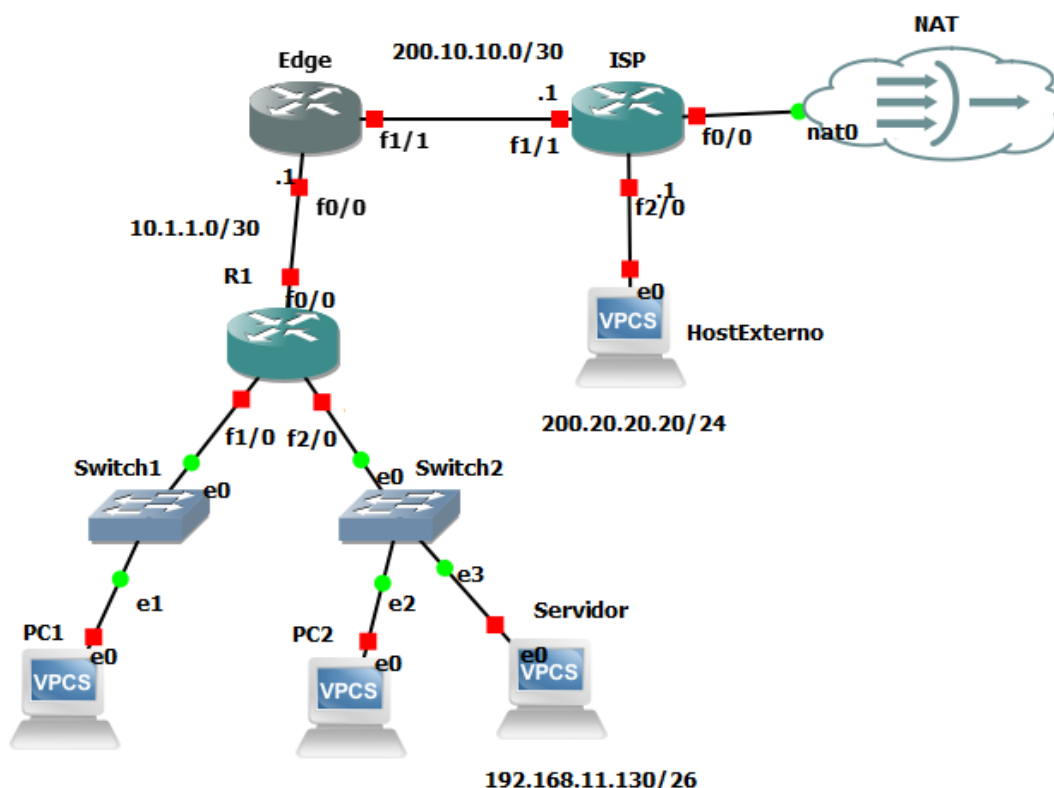 NAT
200.10.10.0/30
Edge
ISP
.1
f1/1
f1/1
f0/0
nat0
.1
f0/0
.1
f2/0
10.1.1.0/30
R1
f0/0
e0
VPCS
HostExterno
200.20.20.20/24
f1/0
f2/0
Switch1
e0
e0
Switch2
e1
e2
e3
Servidor
PC1
e0
PC2
e0
e0
VPCS
VPCS
VPCS
192.168.11.130/26